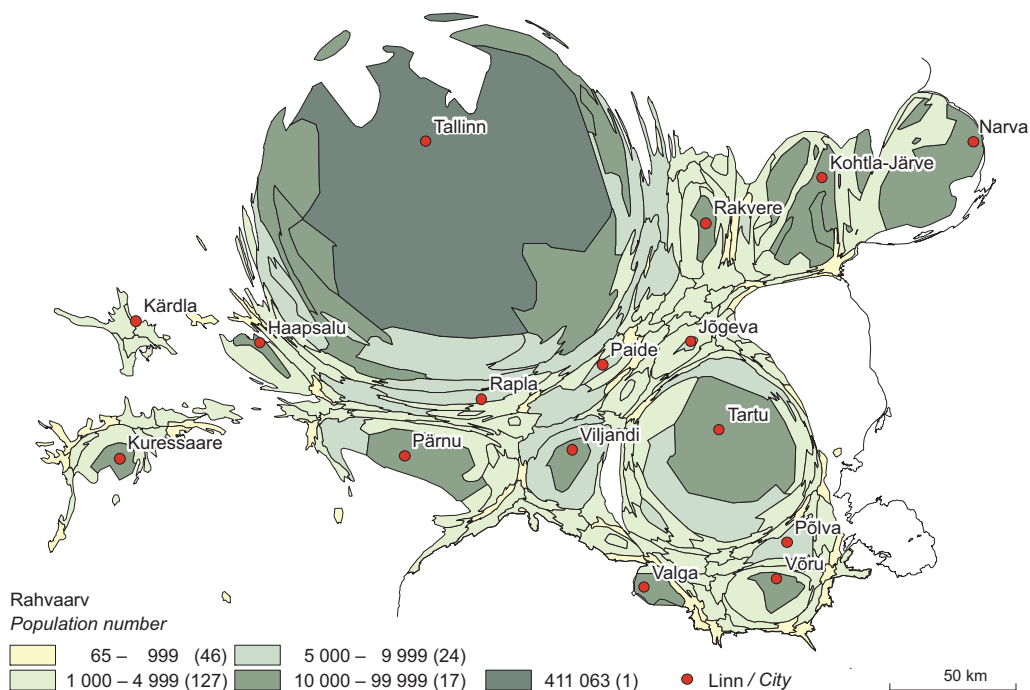 Tallinn
Narva
Kohtla-Järve
Rakvere
Kärdla
Haapsalu
Jõgeva
Paide
Rapla
Tartu
Pärnu
Viljandi
Kuressaare
Põlva
Võru
Valga
Rahvaarv
Population number
65 – 999 (46)
5 000 – 9 999 (24)
1 000 – 4 999 (127)
10 000 – 99 999 (17)
411 063 (1)
Linn / City
50 km